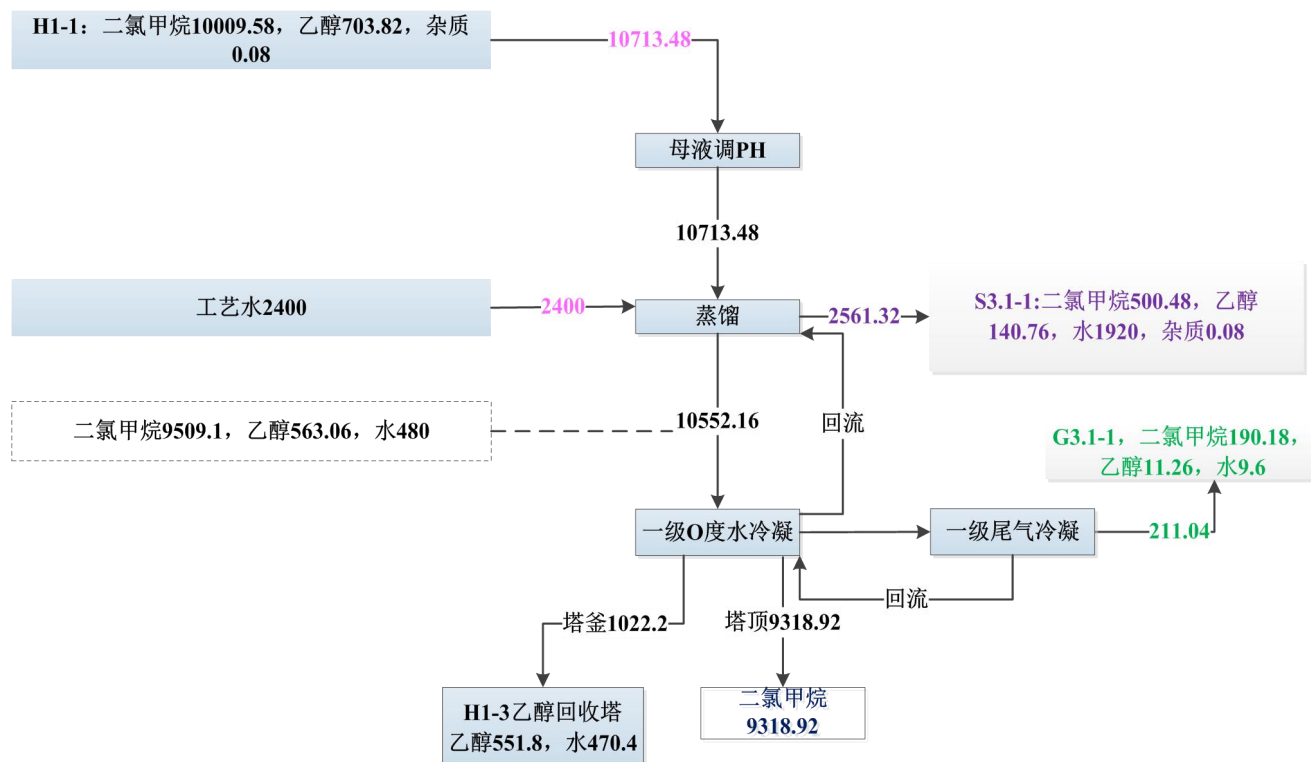 H1-1：二氯甲烷10009.58，乙醇703.82，杂质
0.08
10713.48
母液调PH
10713.48
工艺水2400
2400
蒸馏
2561.32
S3.1-1:二氯甲烷500.48，乙醇
140.76，水1920，杂质0.08
二氯甲烷9509.1，乙醇563.06，水480
10552.16
回流
G3.1-1，二氯甲烷190.18，
乙醇11.26，水9.6
一级O度水冷凝
一级尾气冷凝
211.04
回流
塔釜1022.2
塔顶9318.92
H1-3乙醇回收塔
乙醇551.8，水470.4
二氯甲烷
9318.92